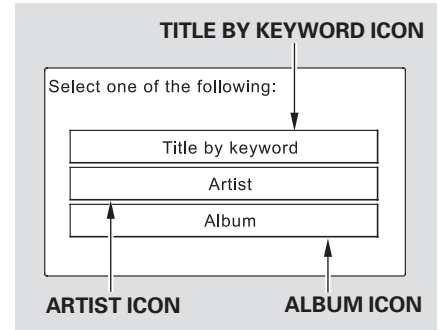 TITLE BY KEYWORD ICON
Select one of the following:
Title by keyword
Artist
Album
ARTIST ICON
ALBUM ICON